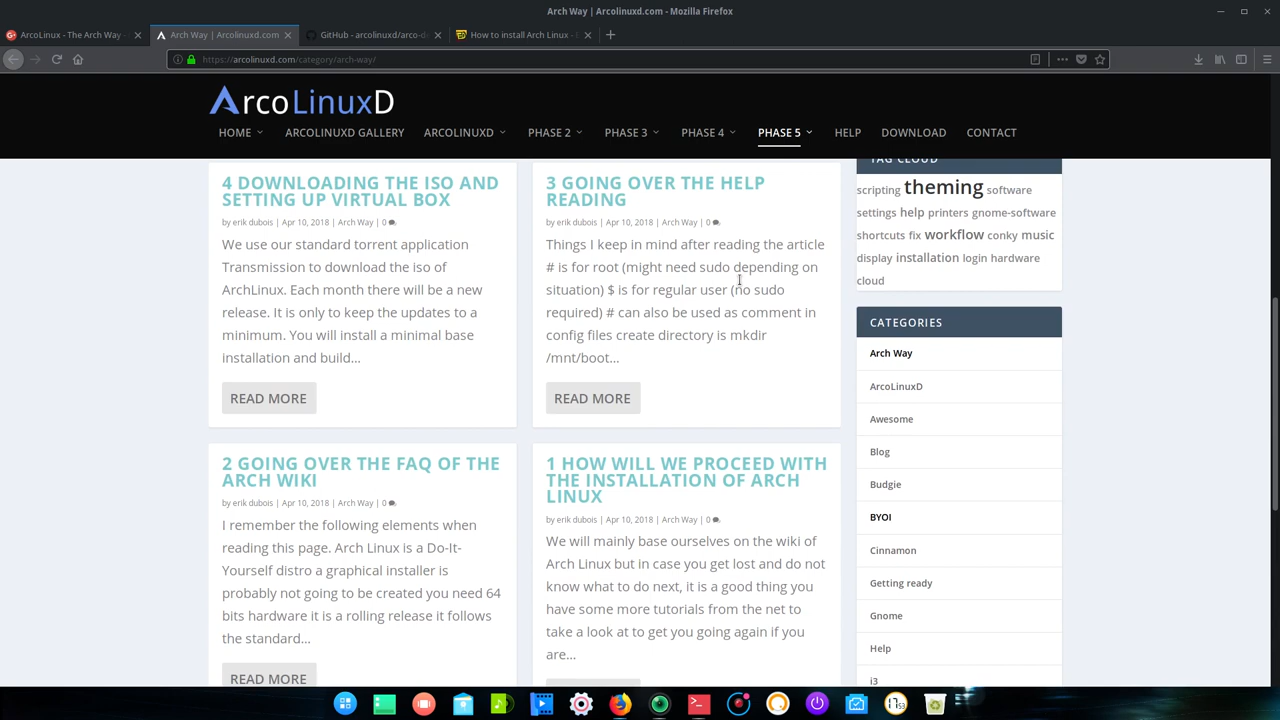 Arch Way | Arcolinuxd.com - Mozilla Firefox
ArcoLinux - The Arch Way -
Arch Way | Arcolinuxd.com
GitHub - arcolinuxd/arco-d
How to install Arch Linux -
https://arcolinuxd.com/category/arch-way/
ArcoLinuxD
HOME ARCOLINUXD GALLERY ARCOLINUXD PHASE 2 PHASE 3 PHASE 4 PHASE 5 HELP DOWNLOAD CONTACT
4 DOWNLOADING THE ISO AND
SETTING UP VIRTUAL BOX
by erik dubois | Apr 10, 2018 | Arch Way | 0
We use our standard torrent application
Transmission to download the iso of
ArchLinux. Each month there will be a new
release. It is only to keep the updates to a
minimum. You will install a minimal base
installation and build...
READ MORE
3 GOING OVER THE HELP
READING
by erik dubois | Apr 10, 2018 | Arch Way | 0
Things I keep in mind after reading the article
# is for root (might need sudo depending on
situation) $ is for regular user (no sudo
required) # can also be used as comment in
config files create directory is mkdir
/mnt/boot...
READ MORE
2 GOING OVER THE FAQ OF THE
ARCH WIKI
by erik dubois | Apr 10, 2018 | Arch Way | 0
I remember the following elements when
reading this page. Arch Linux is a Do-It-
Yourself distro a graphical installer is
probably not going to be created you need 64
bits hardware it is a rolling release it follows
the standard...
READ MORE
1 HOW WILL WE PROCEED WITH
THE INSTALLATION OF ARCH
LINUX
by erik dubois | Apr 10, 2018 | Arch Way | 0
We will mainly base ourselves on the wiki of
Arch Linux but in case you get lost and do not
know what to do next, it is a good thing you
have some more tutorials from the net to
take a look at to get you going again if you
are...
TAG CLOUD
scripting theming software
settings help printers gnome-software
shortcuts fix workflow conky music
display installation login hardware
cloud
CATEGORIES
Arch Way
ArcoLinuxD
Awesome
Blog
Budgie
BYOI
Cinnamon
Getting ready
Gnome
Help
i3